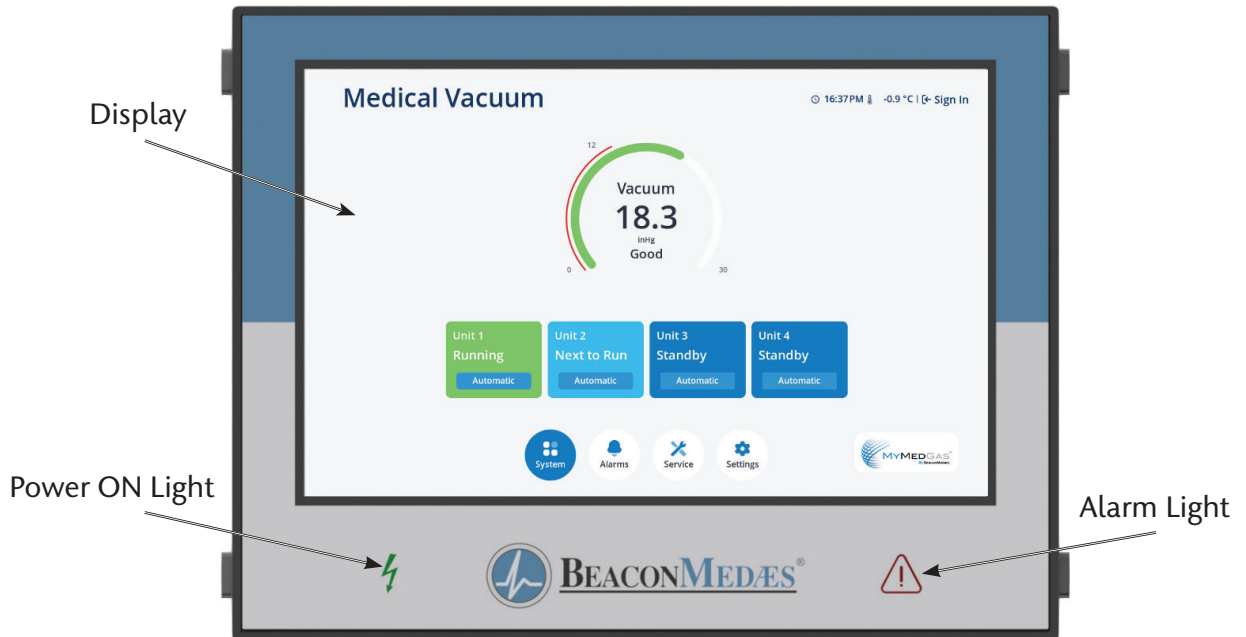 Medical Vacuum
16:37PM -0.9 °C | Sign In
Display
12
Vacuum
18.3
inHg
Good
0
30
Unit 1
Running
Automatic
Unit 2
Next to Run
Automatic
Unit 3
Standby
Automatic
Unit 4
Standby
Automatic
System
Alarms
Service
Settings
MYMEDGAS
By BeaconMedaes
Power ON Light
Alarm Light
BEACONMEDÆS®